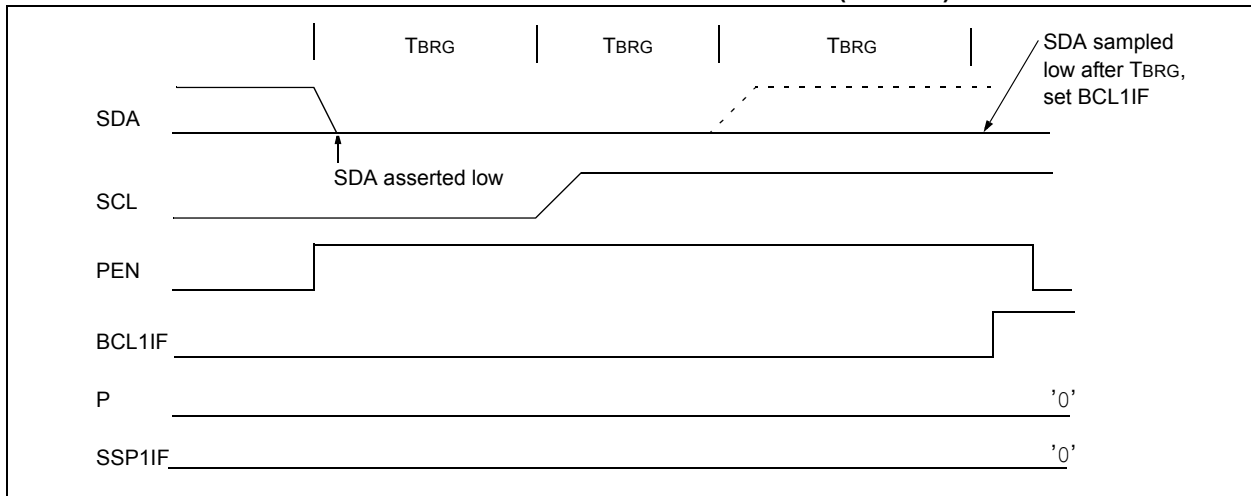 TBRG TBRG TBRG
SDA sampled
low after TBRG,
set BCL1IF
SDA
SDA asserted low
SCL
PEN
BCL1IF
P '0'
SSP1IF '0'